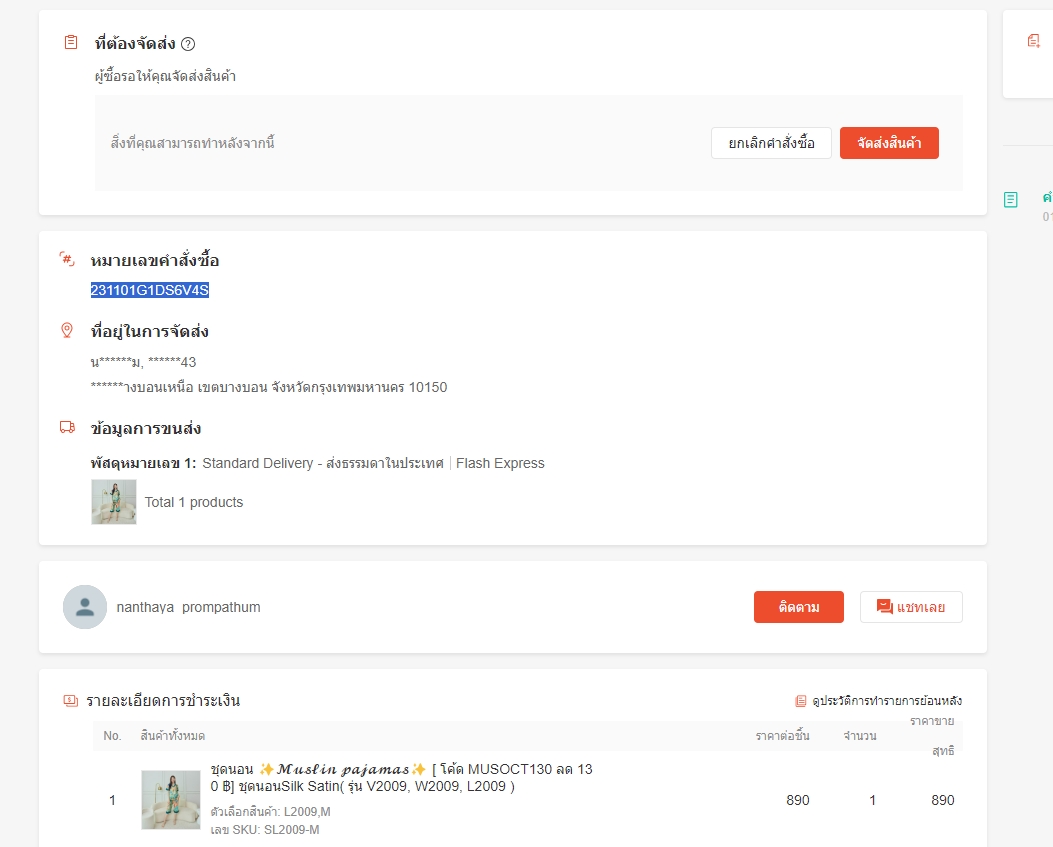 ที่ต้องจัดส่ง
ผู้ซื้อรอให้คุณจัดส่งสินค้า
สิ่งที่คุณสามารถทำหลังจากนี้
ยกเลิกคำสั่งซื้อ
จัดส่งสินค้า
หมายเลขคำสั่งซื้อ
231101G1DS6V4S
ที่อยู่ในการจัดส่ง
น******ม, ******43
******างบอนเหนือ เขตบางบอน จังหวัดกรุงเทพมหานคร 10150
ข้อมูลการขนส่ง
พัสดุหมายเลข 1: Standard Delivery - ส่งธรรมดาในประเทศ | Flash Express
Total 1 products
nanthaya prompathum
ติดตาม
แชทเลย
รายละเอียดการชำระเงิน
ดูประวัติการทำรายการย้อนหลัง
No. สินค้าทั้งหมด ราคาต่อชิ้น จำนวน ราคาขายสุทธิ
ชุดนอน ✨𝓜𝓾𝓼𝓵𝓲𝓷 𝓹𝓪𝓳𝓪𝓶𝓪𝓼✨ [ โค้ด MUSOCT130 ลด 13
0 ฿] ชุดนอนSilk Satin( รุ่น V2009, W2009, L2009 )
1 890 1 890
ตัวเลือกสินค้า: L2009,M
เลข SKU: SL2009-M